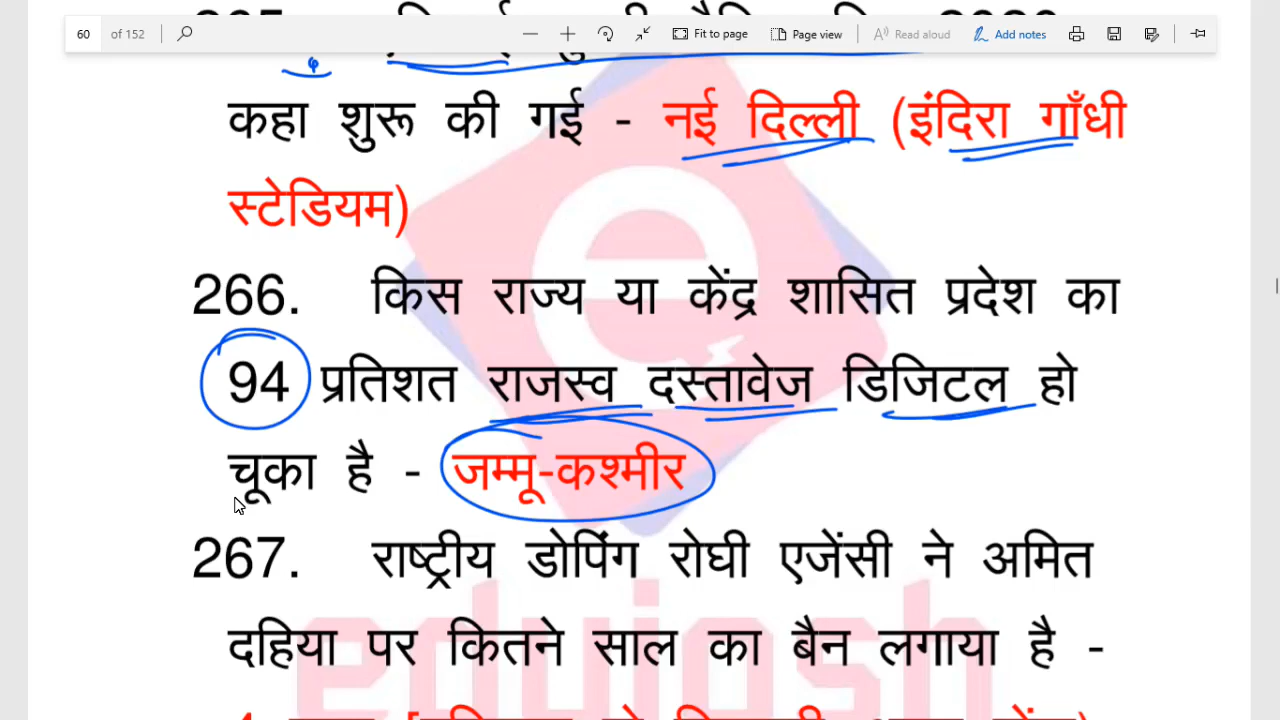 60 of 152 Fit to page Page view Read aloud Add notes
कहा शुरू की गई - नई दिल्ली (इंदिरा गाँधी
स्टेडियम)
266. किस राज्य या केंद्र शासित प्रदेश का
94 प्रतिशत राजस्व दस्तावेज डिजिटल हो
चूका है - जम्मू-कश्मीर
267. राष्ट्रीय डोपिंग रोघी एजेंसी ने अमित
दहिया पर कितने साल का बैन लगाया है -
edujosh